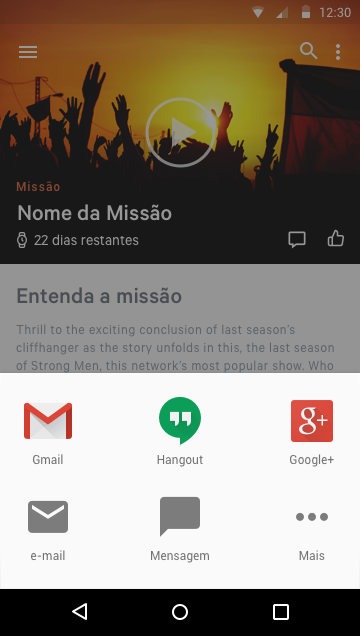 12:30
Missão
Nome da Missão
22 dias restantes
Entenda a missão
Thrill to the exciting conclusion of last season's
cliffhanger as the story unfolds in this, the last season
of Strong Men, this network's most popular show. Who
Gmail
Hangout
g+
Google+
e-mail
Mensagem
Mais